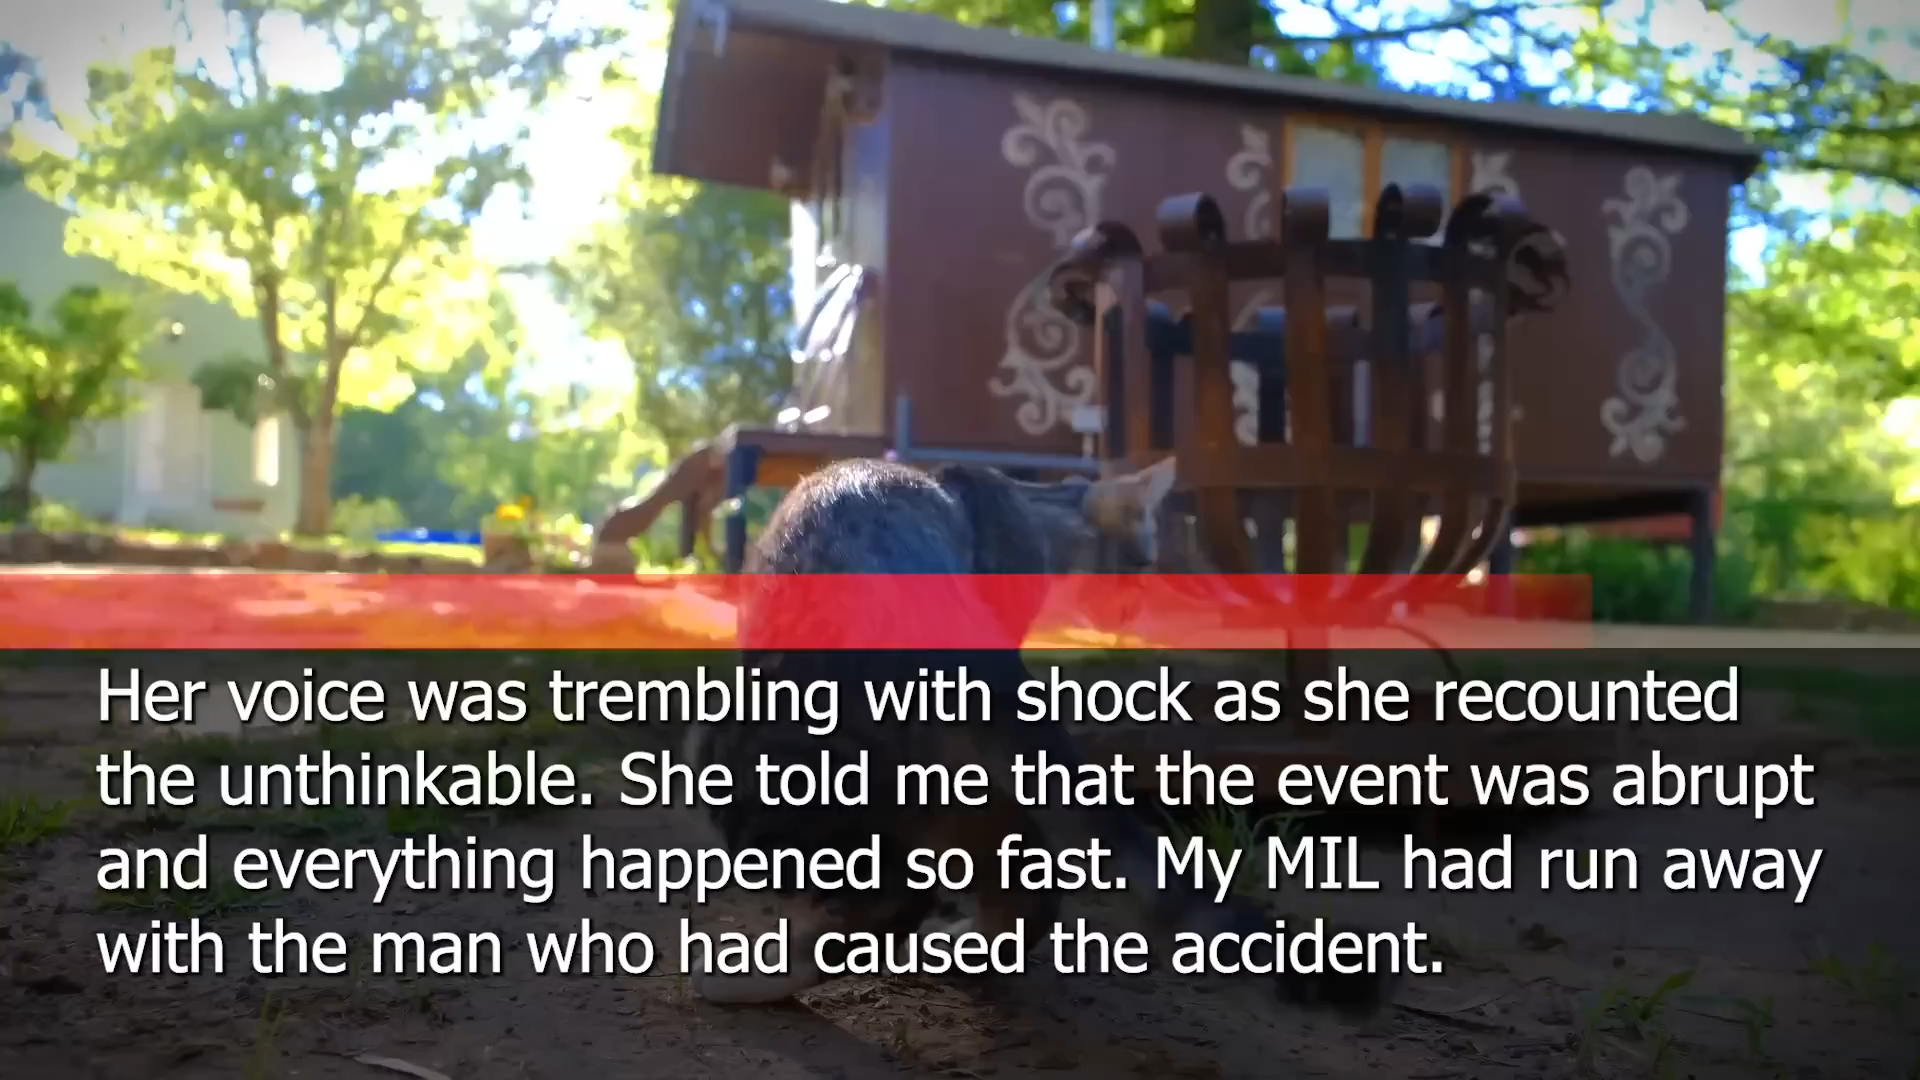 Her voice was trembling with shock as she recounted
the unthinkable. She told me that the event was abrupt
and everything happened so fast. My MIL had run away
with the man who had caused the accident.